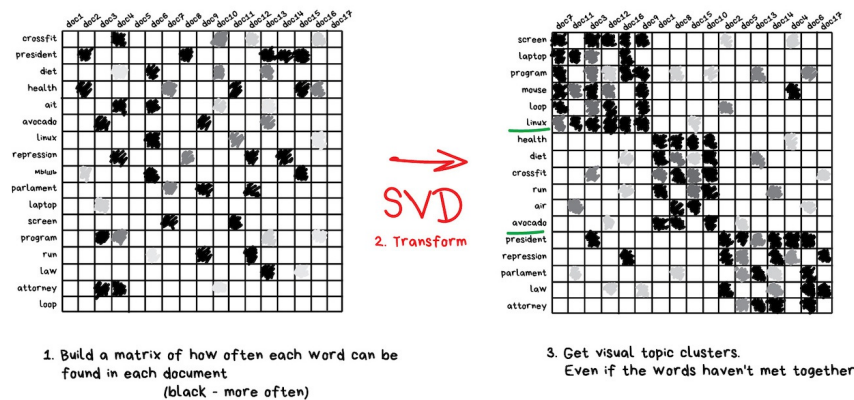 doc1 doc2 doc3 doc4 doc5 doc6 doc7 doc8 doc9 doc10 doc11 doc12 doc13 doc14 doc15 doc16 doc17
crossfit
president
diet
health
ait
avocado
linux
repression
parlament
laptop
screen
program
run
law
attorney
loop
1. Build a matrix of how often each word can be
found in each document
(black - more often)
SVD
2. Transform
doc7 doc11 doc3 doc12 doc16 doc9 doc1 doc8 doc15 doc10 doc2 doc5 doc13 doc14 doc4 doc6 doc17
screen
laptop
program
mouse
loop
linux
health
diet
crossfit
run
air
avocado
president
repression
parlament
law
attorney
3. Get visual topic clusters.
Even if the words haven't met together